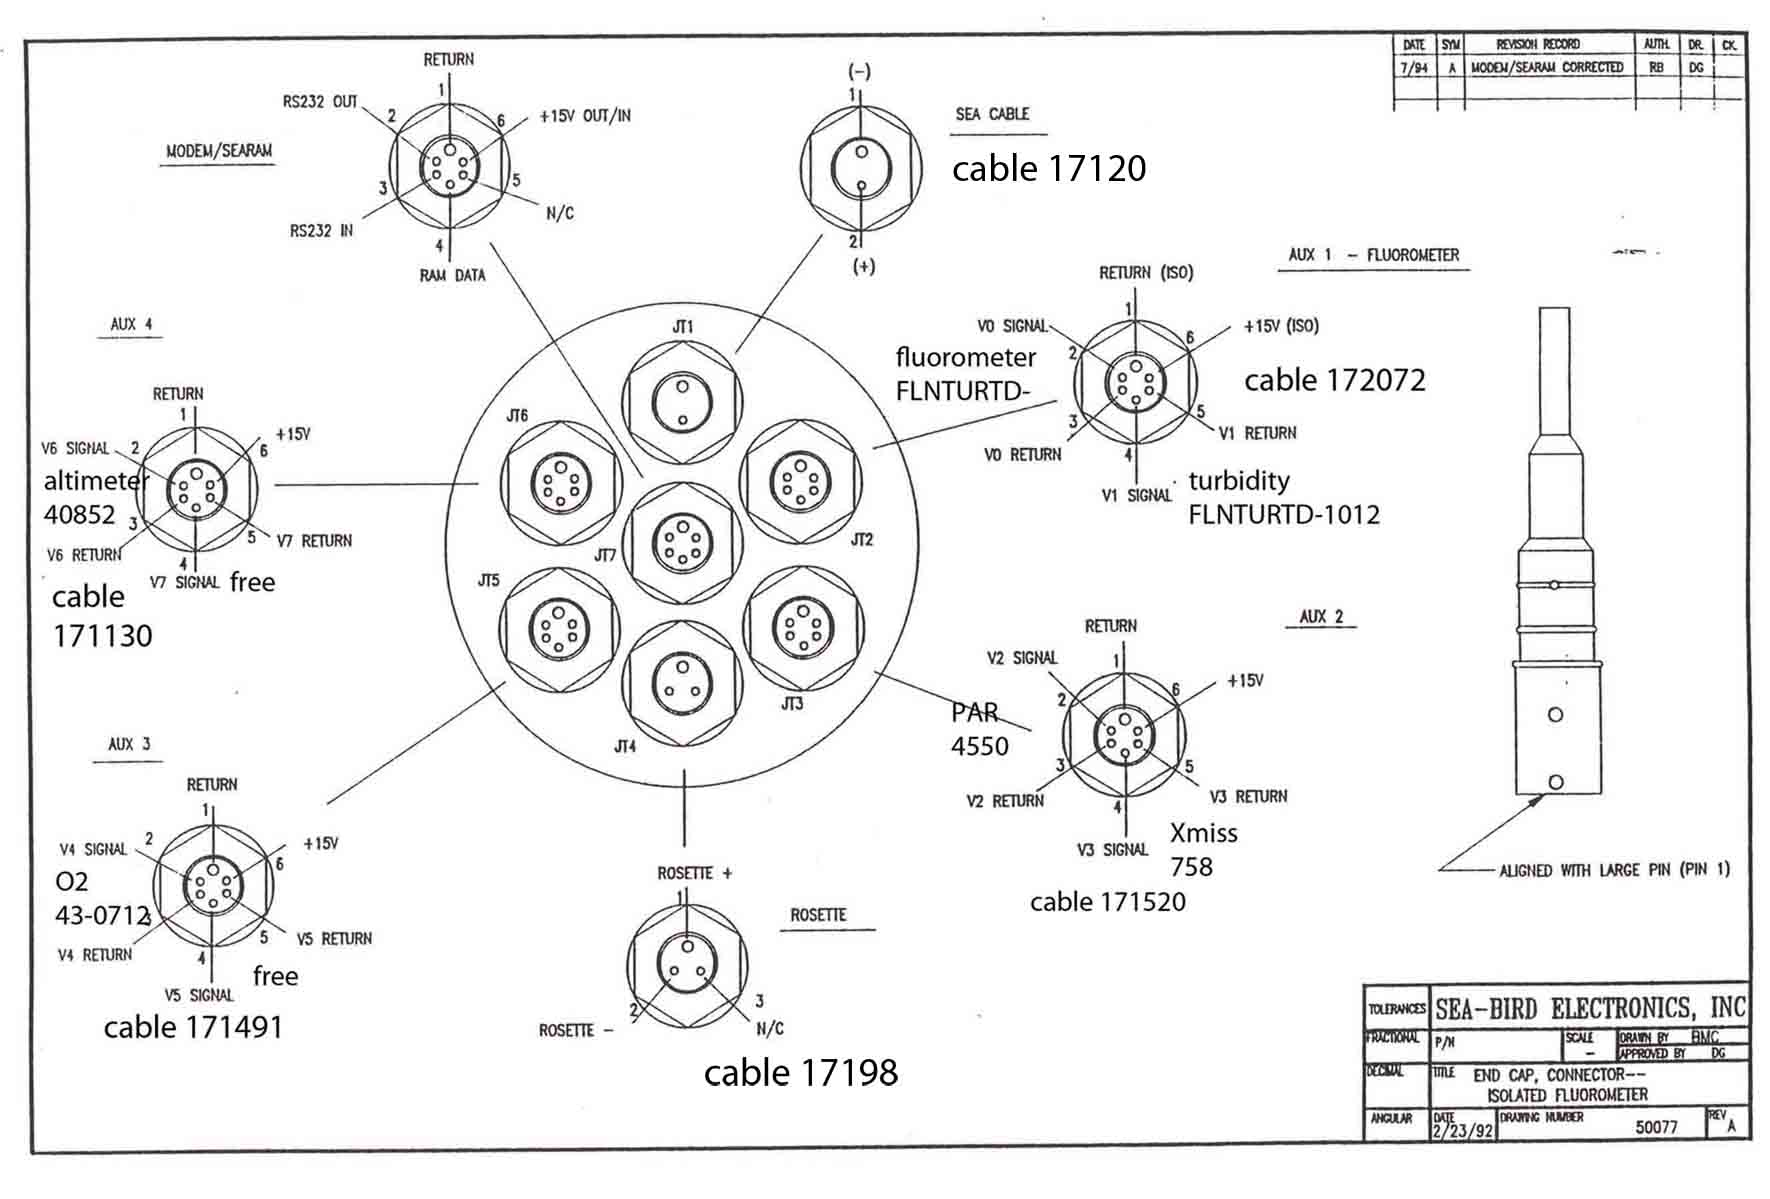 DATE SYM REVISION RECORD AUTH. DR. CK.
7/94 A MODEM/SEARAM CORRECTED RB DG
RETURN
1
RS232 OUT
2
6
+15V OUT/IN
MODEM/SEARAM
3
5
N/C
RS232 IN
4
RAM DATA
(-)
1
SEA CABLE
cable 17120
2
(+)
AUX 1 - FLUOROMETER
RETURN (ISO)
1
V0 SIGNAL
2
6
+15V (ISO)
fluorometer
FLNTURTD-
cable 172072
3
5
V1 RETURN
V0 RETURN
4
V1 SIGNAL
turbidity
FLNTURTD-1012
AUX 4
RETURN
1
V6 SIGNAL
2
6
+15V
altimeter
40852
3
5
V7 RETURN
V6 RETURN
4
V7 SIGNAL
free
cable
171130
JT1
JT6
JT2
JT7
JT5
JT3
JT4
AUX 2
RETURN
1
V2 SIGNAL
2
6
+15V
PAR
4550
3
5
V3 RETURN
V2 RETURN
4
V3 SIGNAL
Xmiss
758
cable 171520
AUX 3
RETURN
1
V4 SIGNAL
2
6
+15V
O2
43-0712
3
5
V5 RETURN
V4 RETURN
4
V5 SIGNAL
free
cable 171491
ROSETTE +
1
ROSETTE
2
3
ROSETTE -
N/C
cable 17198
ALIGNED WITH LARGE PIN (PIN 1)
TOLERANCES
SEA-BIRD ELECTRONICS, INC
FRACTIONAL
P/N
SCALE
-
DRAWN BY BMC
APPROVED BY DG
DECIMAL
TITLE END CAP, CONNECTOR--
ISOLATED FLUOROMETER
ANGULAR
DATE
2/23/92
DRAWING NUMBER
50077
REV
A